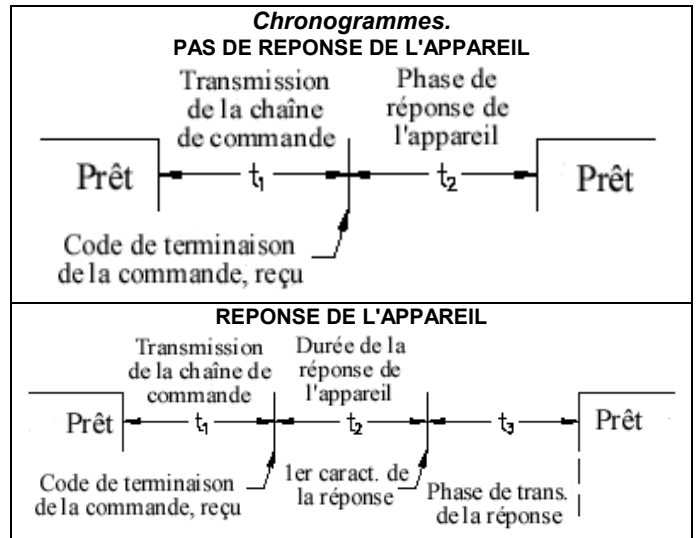 Chronogrammes.
PAS DE REPONSE DE L'APPAREIL
Transmission
de la chaîne
de commande
Phase de
réponse de
l'appareil
Prêt
t₁
t₂
Prêt
Code de terminaison
de la commande, reçu
REPONSE DE L'APPAREIL
Transmission
de la chaîne de
commande
Durée de la
réponse de
l'appareil
Prêt
t₁
t₂
t₃
Prêt
Code de terminaison
de la commande, reçu
1er caract. de
la réponse
Phase de trans.
de la réponse